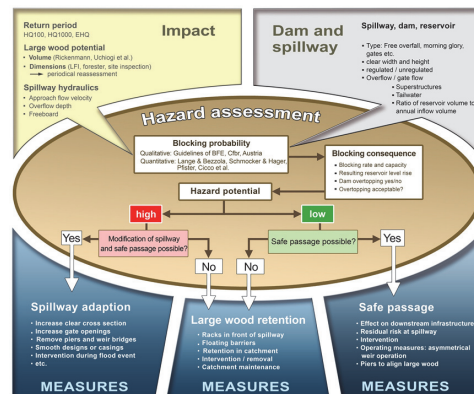 Impact
Return period
HQ100, HQ1000, EHQ
Large wood potential
• Volume (Rickenmann, Uchiogi et al.)
• Dimensions (LFI, forester, site inspection)
→ periodical reassessment
Spillway hydraulics
• Approach flow velocity
• Overflow depth
• Freeboard
Dam and
spillway
Spillway, dam, reservoir
• Type: Free overfall, morning glory,
gates etc.
• clear width and height
• regulated / unregulated
• Overflow / gate flow
• Superstructures
• Tailwater
• Ratio of reservoir volume to
annual inflow volume
Hazard assessment
Blocking probability
Qualitative: Guidelines of BFE, Cfbr, Austria
Quantitative: Lange & Bezzola, Schmocker & Hager,
Pfister, Cicco et al.
Blocking consequence
• Blocking rate and capacity
• Resulting reservoir level rise
• Dam overtopping yes/no
• Overtopping acceptable?
Hazard potential
high
low
Modification of spillway
and safe passage possible?
Safe passage possible?
Yes
No
No
Yes
Spillway adaption
• Increase clear cross section
• Increase gate openings
• Remove piers and weir bridges
• Smooth designs or casings
• Intervention during flood event
• etc.
MEASURES
Large wood retention
• Racks in front of spillway
• Floating barriers
• Retention in catchment
• Intervention / removal
• Catchment maintenance
MEASURES
Safe passage
• Effect on downstream infrastructure
• Residual risk at spillway
• Intervention
• Operating measures: asymmetrical
weir operation
• Piers to align large wood
MEASURES